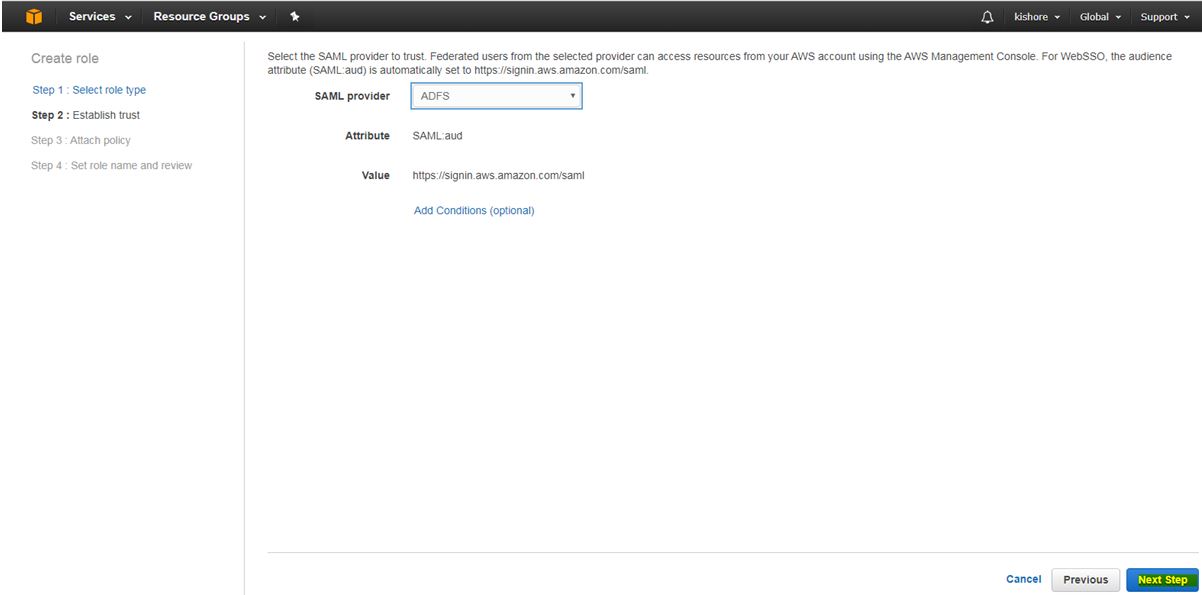 Services Resource Groups kishore Global Support
Create role
Step 1 : Select role type
Step 2 : Establish trust
Step 3 : Attach policy
Step 4 : Set role name and review
Select the SAML provider to trust. Federated users from the selected provider can access resources from your AWS account using the AWS Management Console. For WebSSO, the audience
attribute (SAML:aud) is automatically set to https://signin.aws.amazon.com/saml.
SAML provider ADFS
Attribute SAML:aud
Value https://signin.aws.amazon.com/saml
Add Conditions (optional)
Cancel Previous Next Step